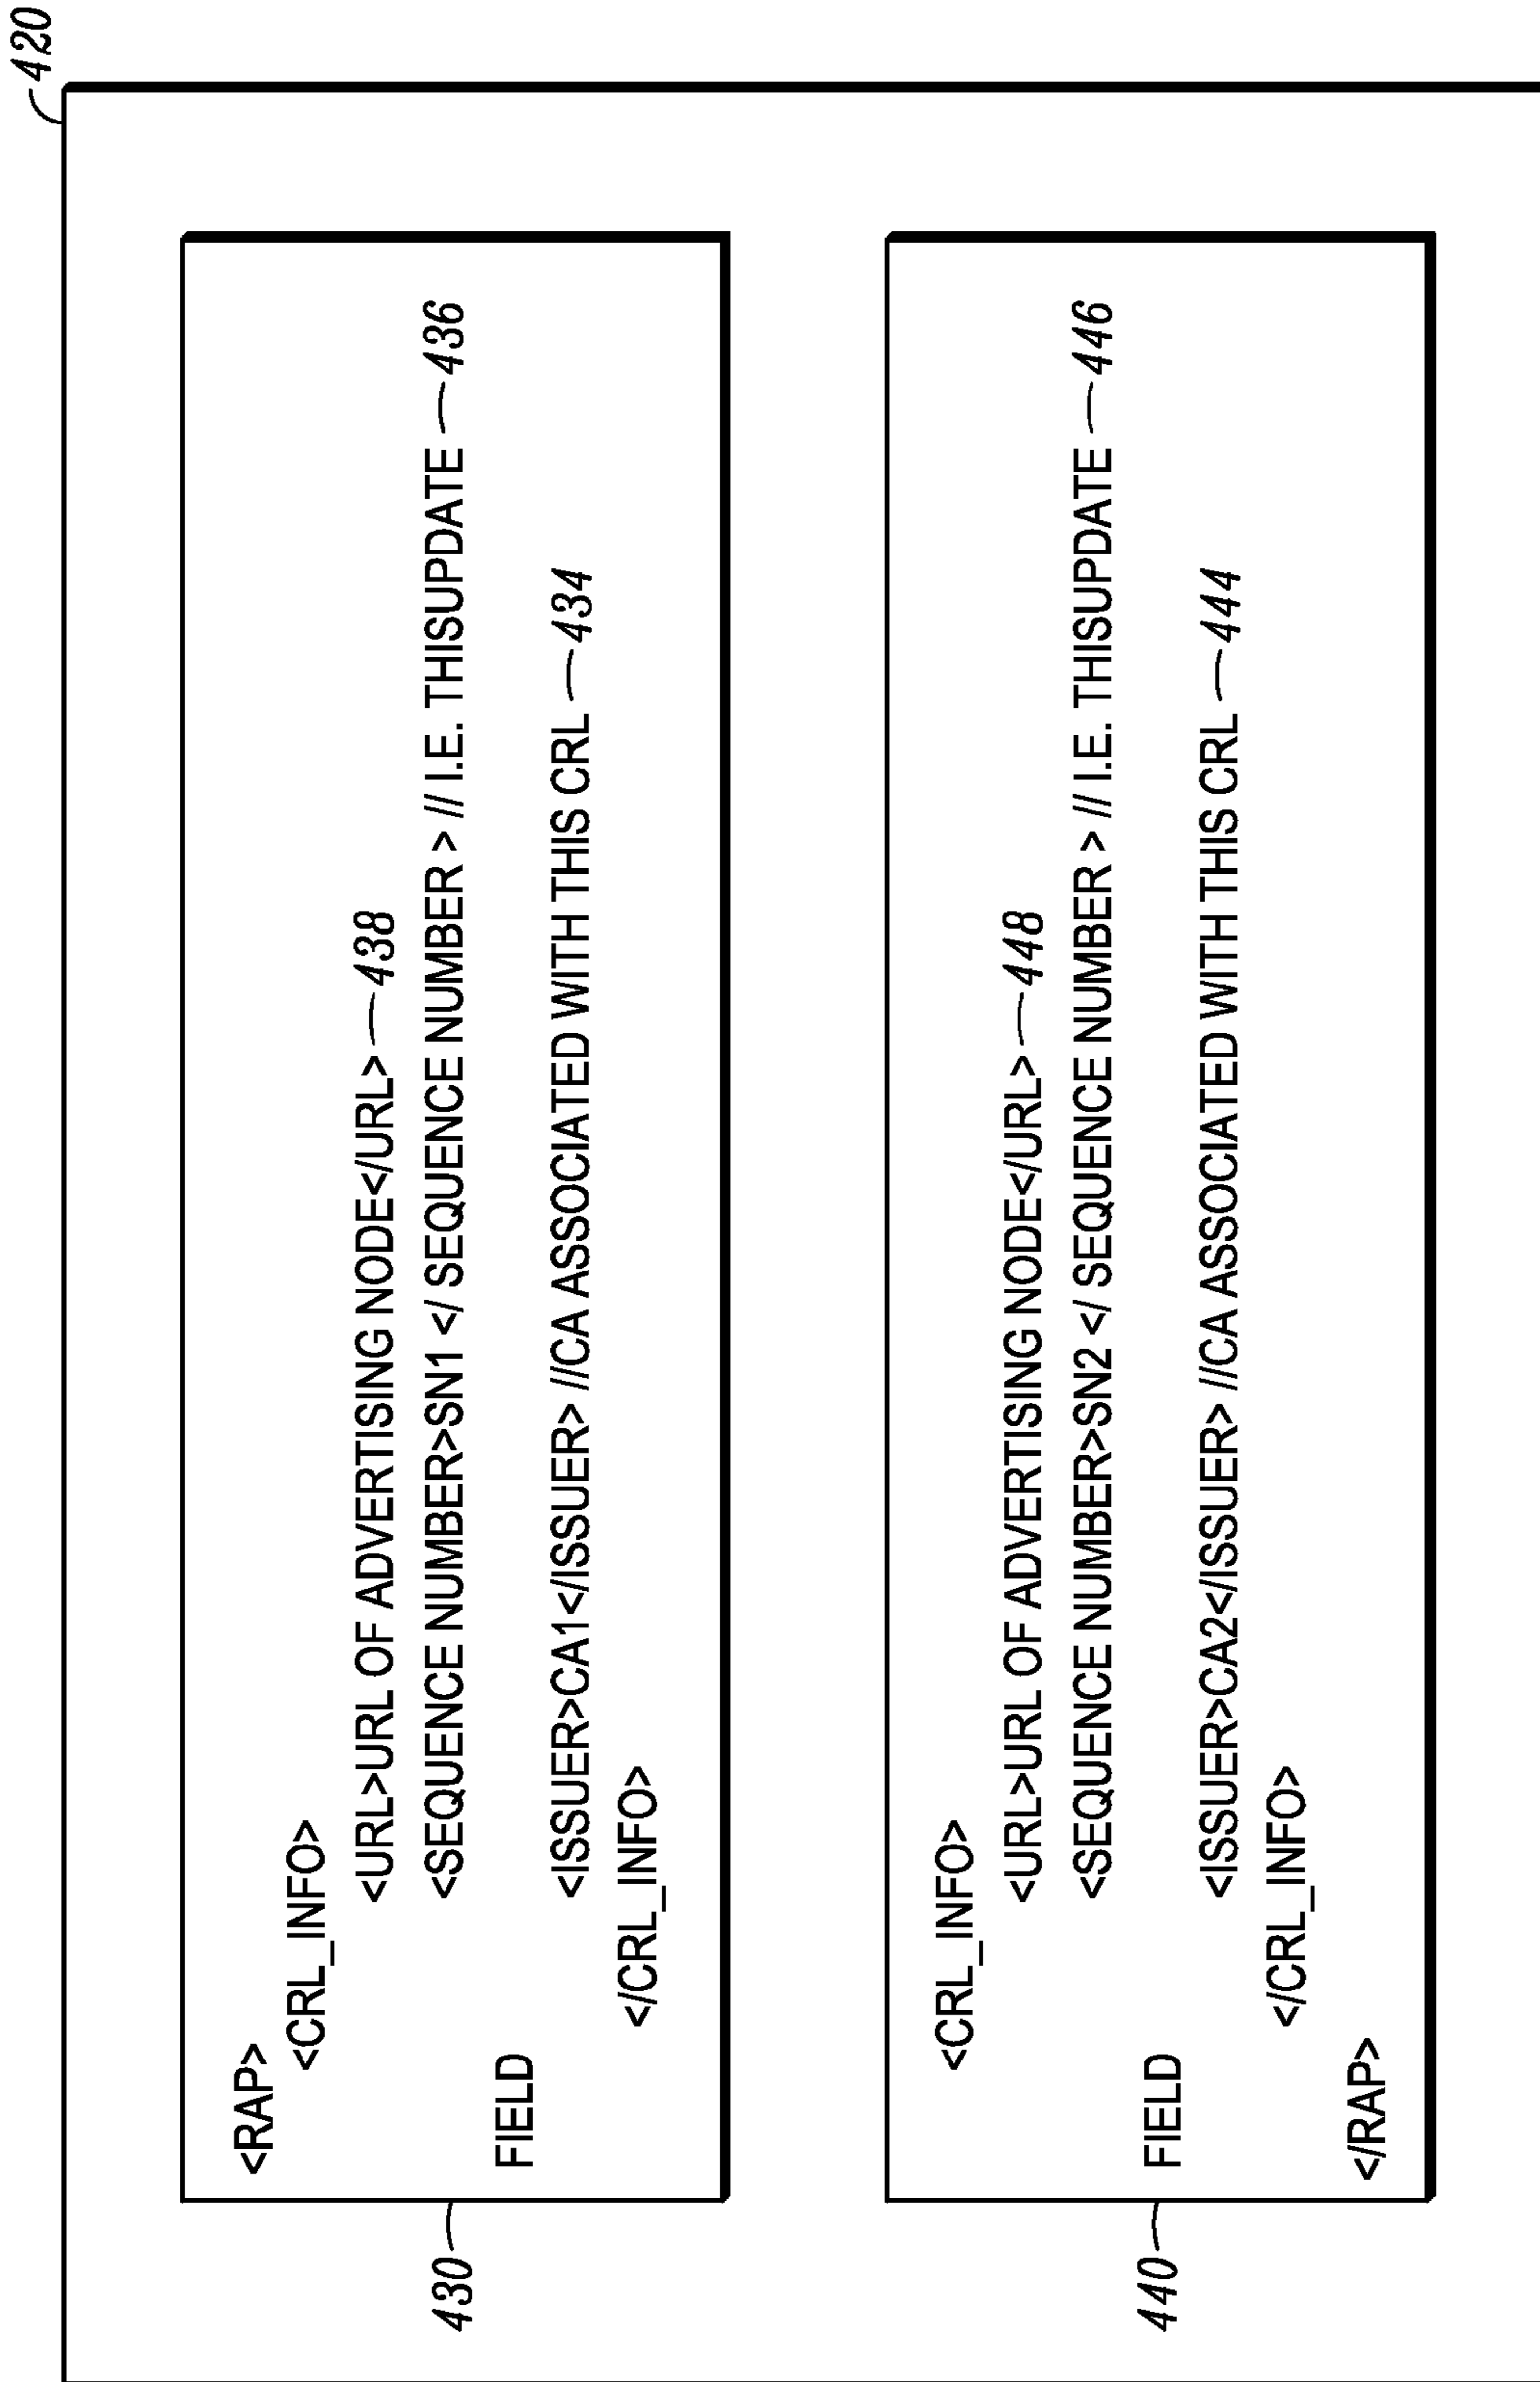 420
<RAP>
<CRL_INFO>
<URL>URL OF ADVERTISING NODE</URL> 438
<SEQUENCE NUMBER>SN1 </ SEQUENCE NUMBER > // I.E. THISUPDATE 436
FIELD
<ISSUER>CA1</ISSUER> //CA ASSOCIATED WITH THIS CRL 434
</CRL_INFO>
430
<CRL_INFO>
<URL>URL OF ADVERTISING NODE</URL> 448
<SEQUENCE NUMBER>SN2 </ SEQUENCE NUMBER > // I.E. THISUPDATE 446
FIELD
<ISSUER>CA2</ISSUER> //CA ASSOCIATED WITH THIS CRL 444
</CRL_INFO>
</RAP>
440